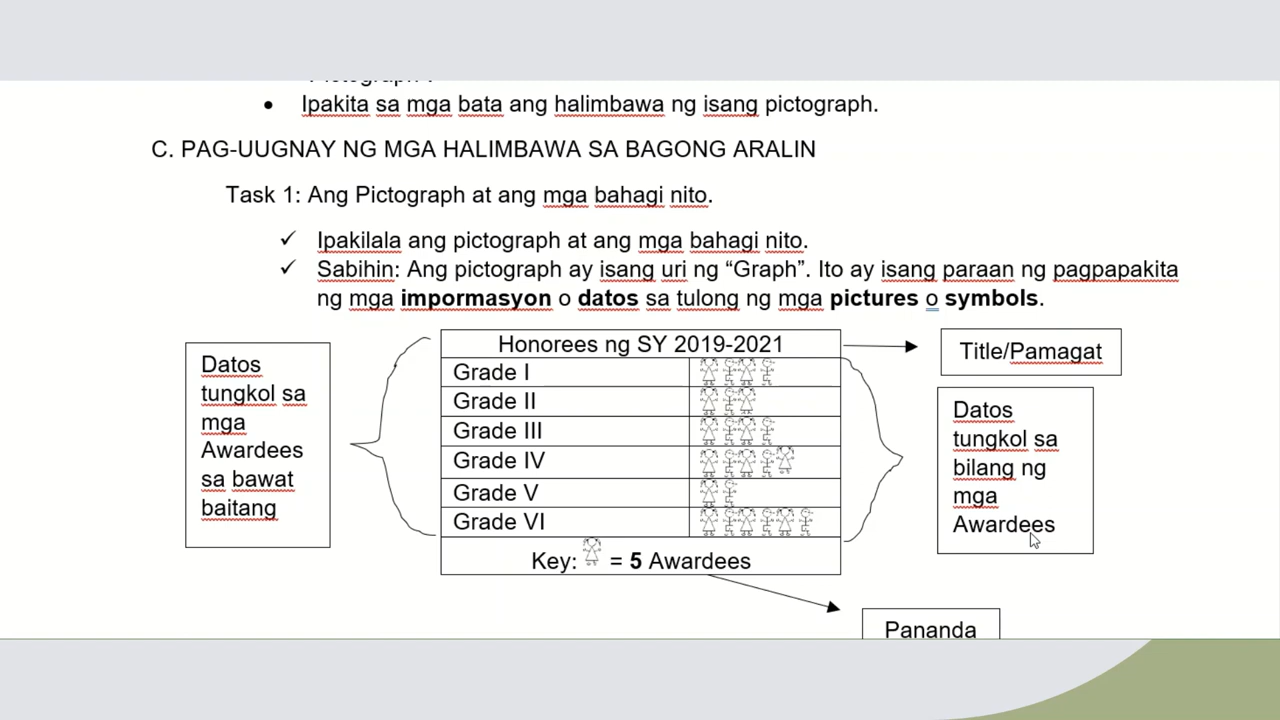 • Ipakita sa mga bata ang halimbawa ng isang pictograph.
C. PAG-UUGNAY NG MGA HALIMBAWA SA BAGONG ARALIN
Task 1: Ang Pictograph at ang mga bahagi nito.
✓ Ipakilala ang pictograph at ang mga bahagi nito.
✓ Sabihin: Ang pictograph ay isang uri ng “Graph”. Ito ay isang paraan ng pagpapakita
ng mga impormasyon o datos sa tulong ng mga pictures o symbols.
Datos
tungkol sa
mga
Awardees
sa bawat
baitang
Honorees ng SY 2019-2021
Grade I
Grade II
Grade III
Grade IV
Grade V
Grade VI
Key: = 5 Awardees
Title/Pamagat
Datos
tungkol sa
bilang ng
mga
Awardees
Pananda